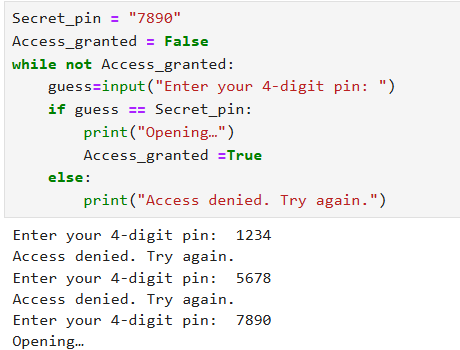 Secret_pin = "7890"
Access_granted = False
while not Access_granted:
    guess=input("Enter your 4-digit pin: ")
    if guess == Secret_pin:
        print("Opening…")
        Access_granted =True
    else:
        print("Access denied. Try again.")
Enter your 4-digit pin:  1234
Access denied. Try again.
Enter your 4-digit pin:  5678
Access denied. Try again.
Enter your 4-digit pin:  7890
Opening…